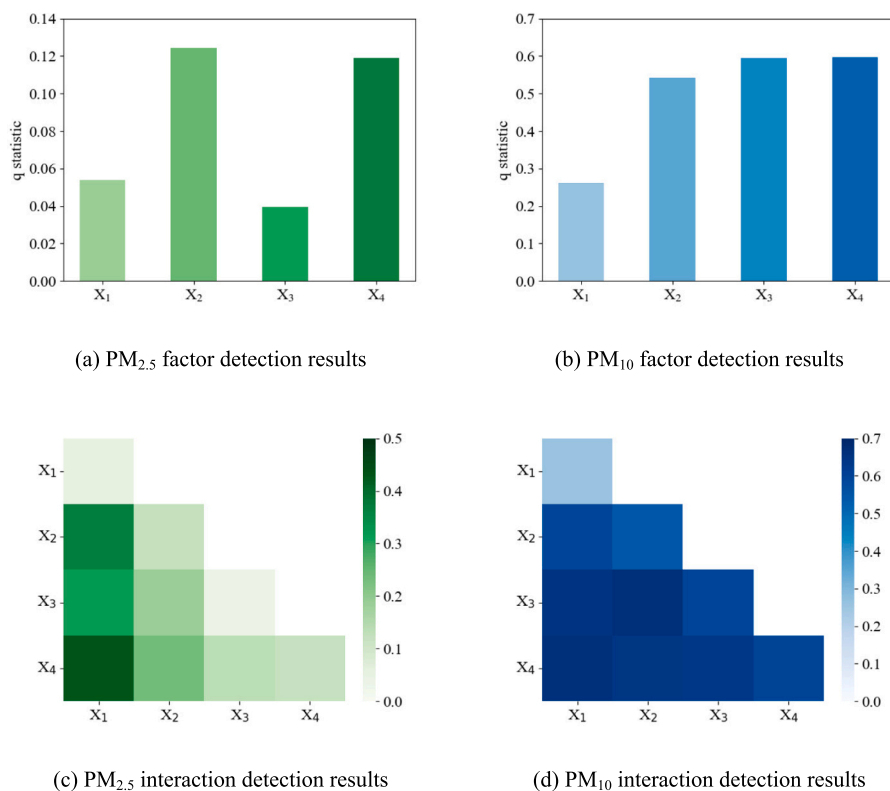 0.14
0.12
0.10
0.08
0.06
0.04
0.02
0.00
q statistic
X₁ X₂ X₃ X₄
(a) PM₂.₅ factor detection results
0.7
0.6
0.5
0.4
0.3
0.2
0.1
0.0
q statistic
X₁ X₂ X₃ X₄
(b) PM₁₀ factor detection results
X₁
X₂
X₃
X₄
X₁ X₂ X₃ X₄
0.5
0.4
0.3
0.2
0.1
0.0
(c) PM₂.₅ interaction detection results
X₁
X₂
X₃
X₄
X₁ X₂ X₃ X₄
0.7
0.6
0.5
0.4
0.3
0.2
0.1
0.0
(d) PM₁₀ interaction detection results